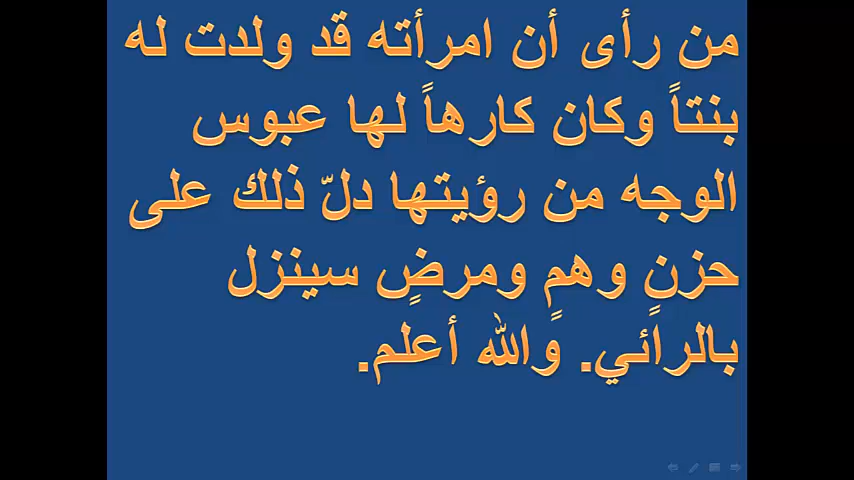 من رأى أن امرأته قد ولدت له
بنتاً وكان كارهاً لها عبوس
الوجه من رؤيتها دلّ ذلك على
حزنٍ وهمٍ ومرضٍ سينزل
بالرائي. والله أعلم.